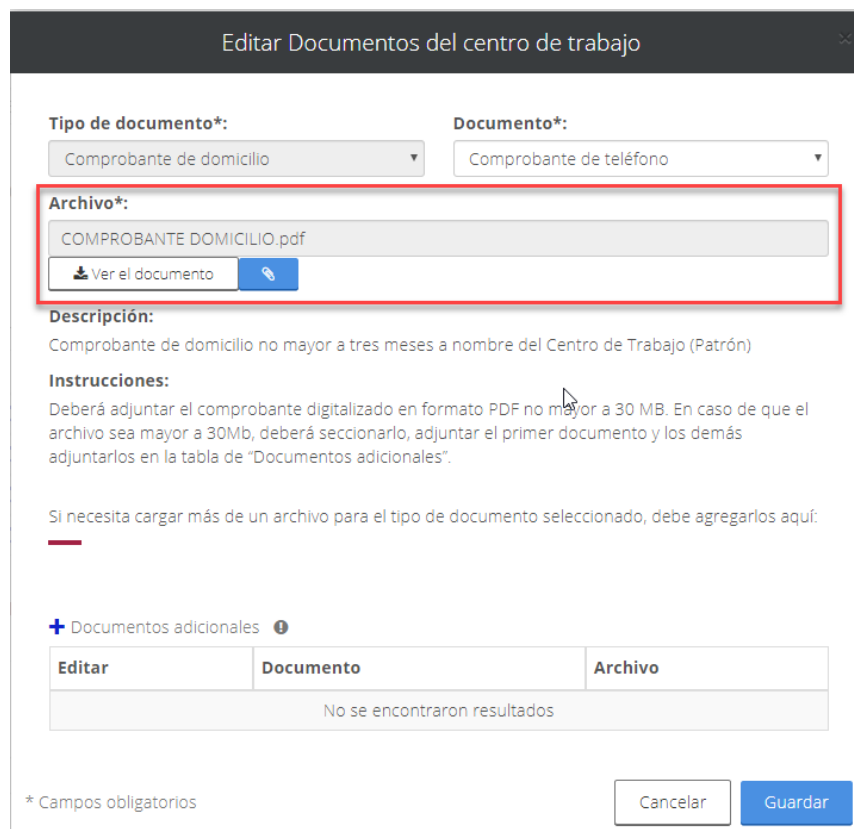 Editar Documentos del centro de trabajo
Tipo de documento*: Documento*:
Comprobante de domicilio Comprobante de teléfono
Archivo*:
COMPROBANTE DOMICILIO.pdf
Ver el documento
Descripción:
Comprobante de domicilio no mayor a tres meses a nombre del Centro de Trabajo (Patrón)
Instrucciones:
Deberá adjuntar el comprobante digitalizado en formato PDF no mayor a 30 MB. En caso de que el
archivo sea mayor a 30Mb, deberá seccionarlo, adjuntar el primer documento y los demás
adjuntarlos en la tabla de “Documentos adicionales”.
Si necesita cargar más de un archivo para el tipo de documento seleccionado, debe agregarlos aquí:
Documentos adicionales
Editar Documento Archivo
No se encontraron resultados
* Campos obligatorios Cancelar Guardar